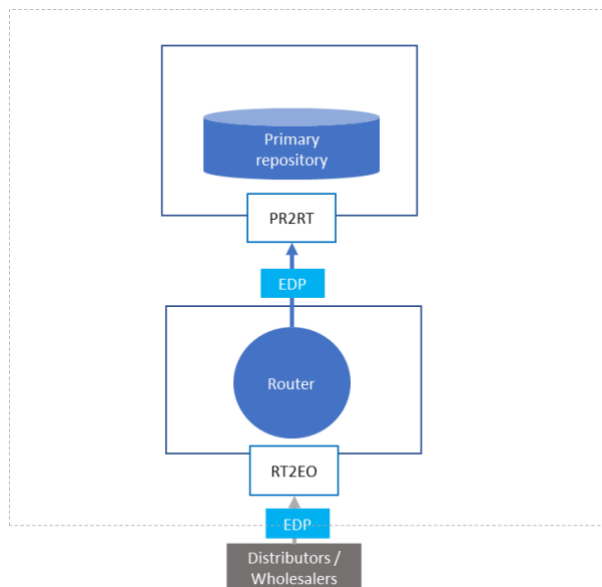 Primary
repository
PR2RT
EDP
Router
RT2EO
EDP
Distributors /
Wholesalers